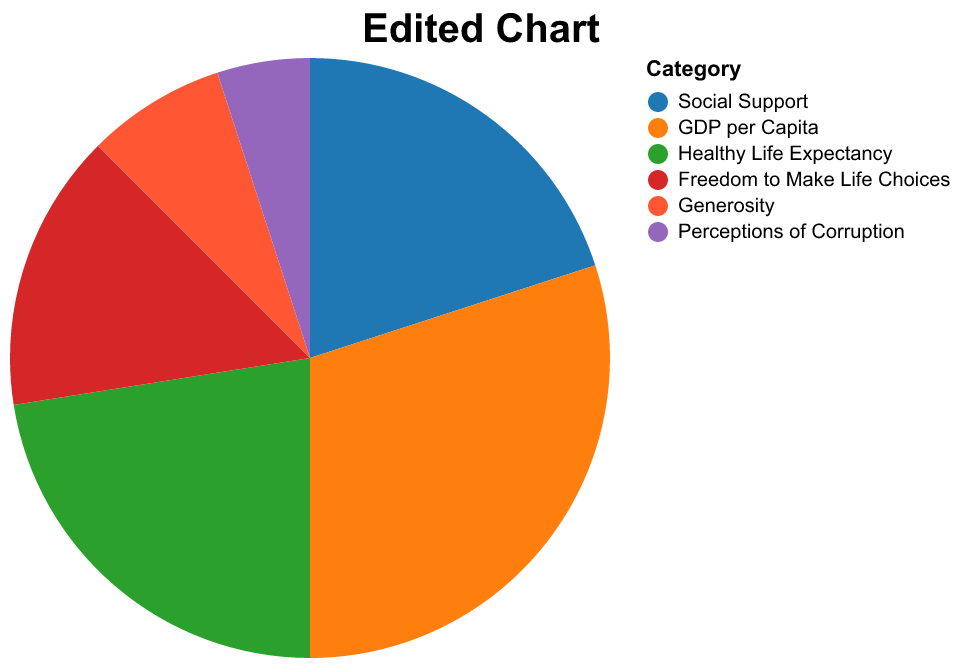 Edited Chart
Category
Social Support
GDP per Capita
Healthy Life Expectancy
Freedom to Make Life Choices
Generosity
Perceptions of Corruption